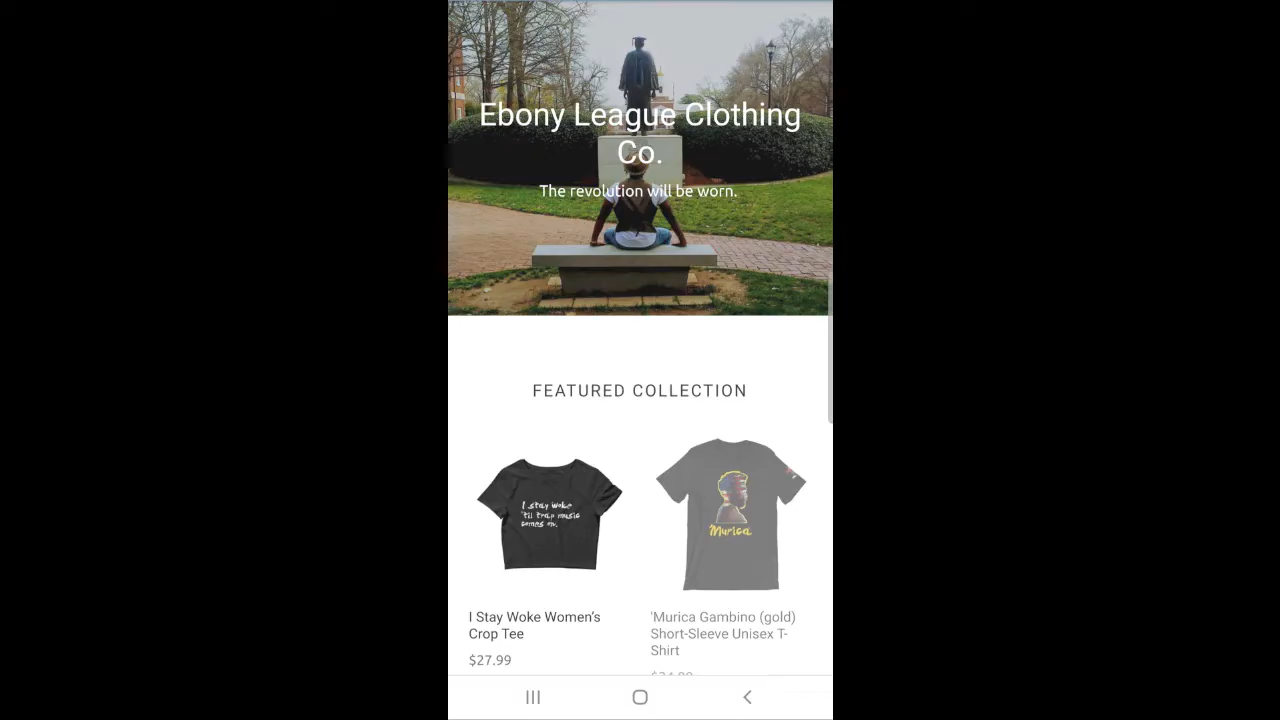 Ebony League Clothing
Co.
The revolution will be worn.
FEATURED COLLECTION
I stay woke
'til trap music
comes on.
Murica
I Stay Woke Women's
Crop Tee
$27.99
'Murica Gambino (gold)
Short-Sleeve Unisex T-
Shirt